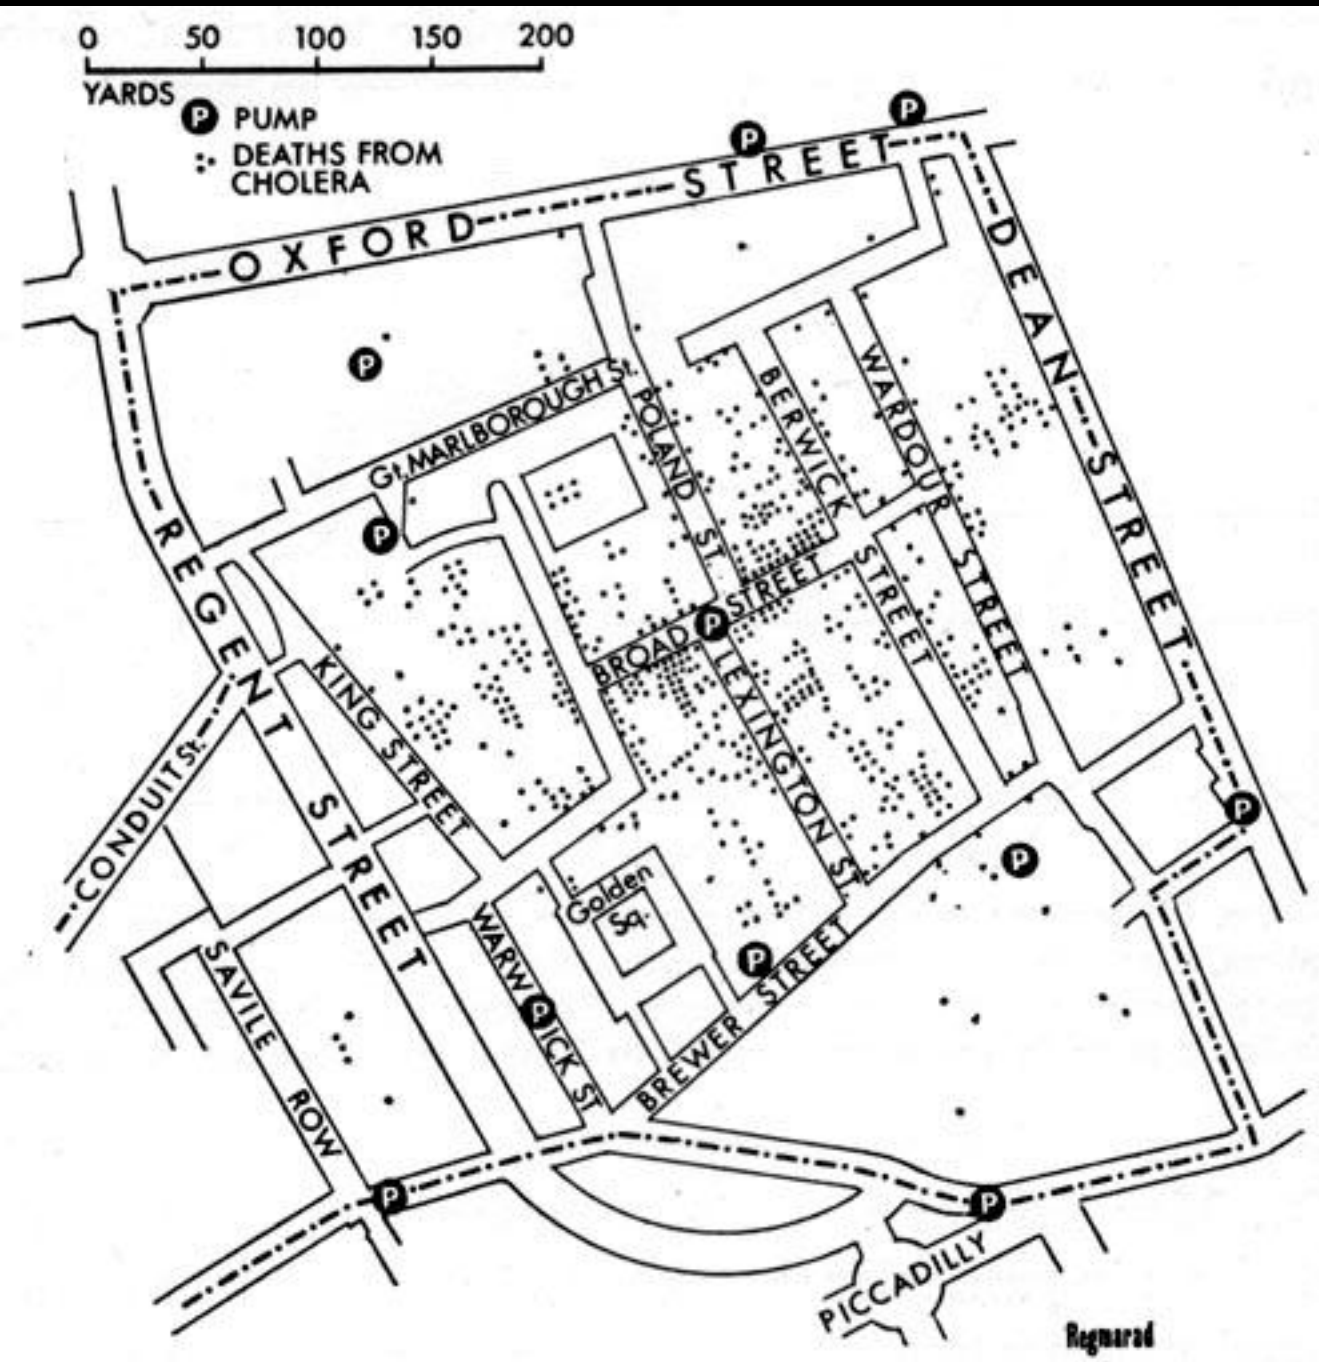 0 50 100 150 200
YARDS
P PUMP
DEATHS FROM
CHOLERA
P
P
OXFORD STREET
DEAN STREET
P
Gt. MARLBOROUGH St.
POLAND ST.
BERWICK STREET
WARDOUR STREET
P
REGENT STREET
BROAD STREET
P
KING STREET
LEXINGTON ST.
CONDUIT St.
P
P
Golden
Sq.
WARWICK ST
P
P
BREWER STREET
SAVILE ROW
P
P
PICCADILLY
Regmarad